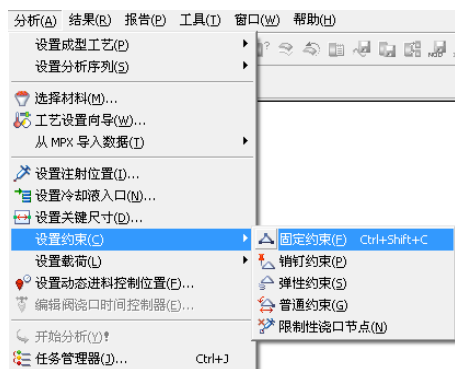 分析(A) 结果(R) 报告(P) 工具(T) 窗口(W) 帮助(H)
设置成型工艺(P)
设置分析序列(S)
选择材料(M)...
工艺设置向导(W)...
从 MPX 导入数据(T)
设置注射位置(I)...
设置冷却液入口(N)...
设置关键尺寸(D)...
设置约束(C)
固定约束(F) Ctrl+Shift+C
设置载荷(L)
销钉约束(P)
设置动态进料控制位置(F)...
弹性约束(S)
编辑阀浇口时间控制器(E)...
普通约束(G)
限制性浇口节点(N)
开始分析(Y)!
任务管理器(J)... Ctrl+J